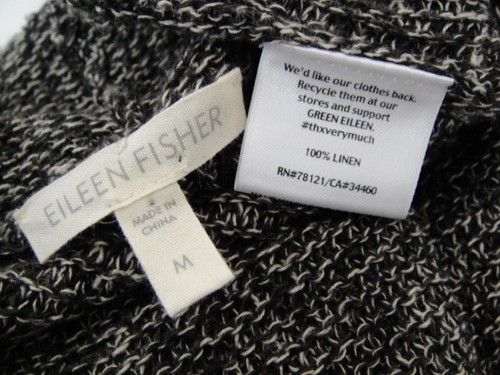 EILEEN FISHER
MADE IN
CHINA
M
We'd like our clothes back.
Recycle them at our
stores and support
GREEN EILEEN.
#thxverymuch
100% LINEN
RN#78121/CA#34460